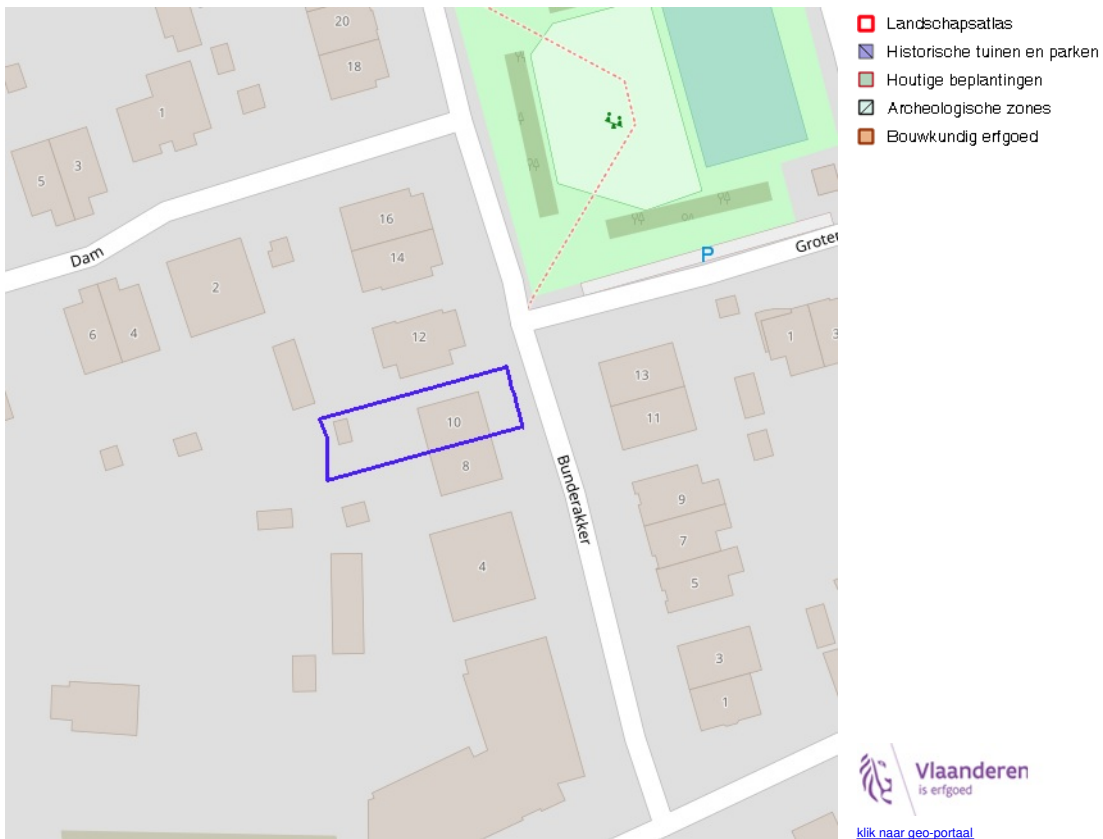 Landschapsatlas
Historische tuinen en parken
Houtige beplantingen
Archeologische zones
Bouwkundig erfgoed
20
18
1
3
5
16
14
Dam
2
P
Groter
6
4
12
1
3
13
11
10
8
Bunderakker
9
7
5
4
3
1
Vlaanderen
is erfgoed
klik naar geo-portaal